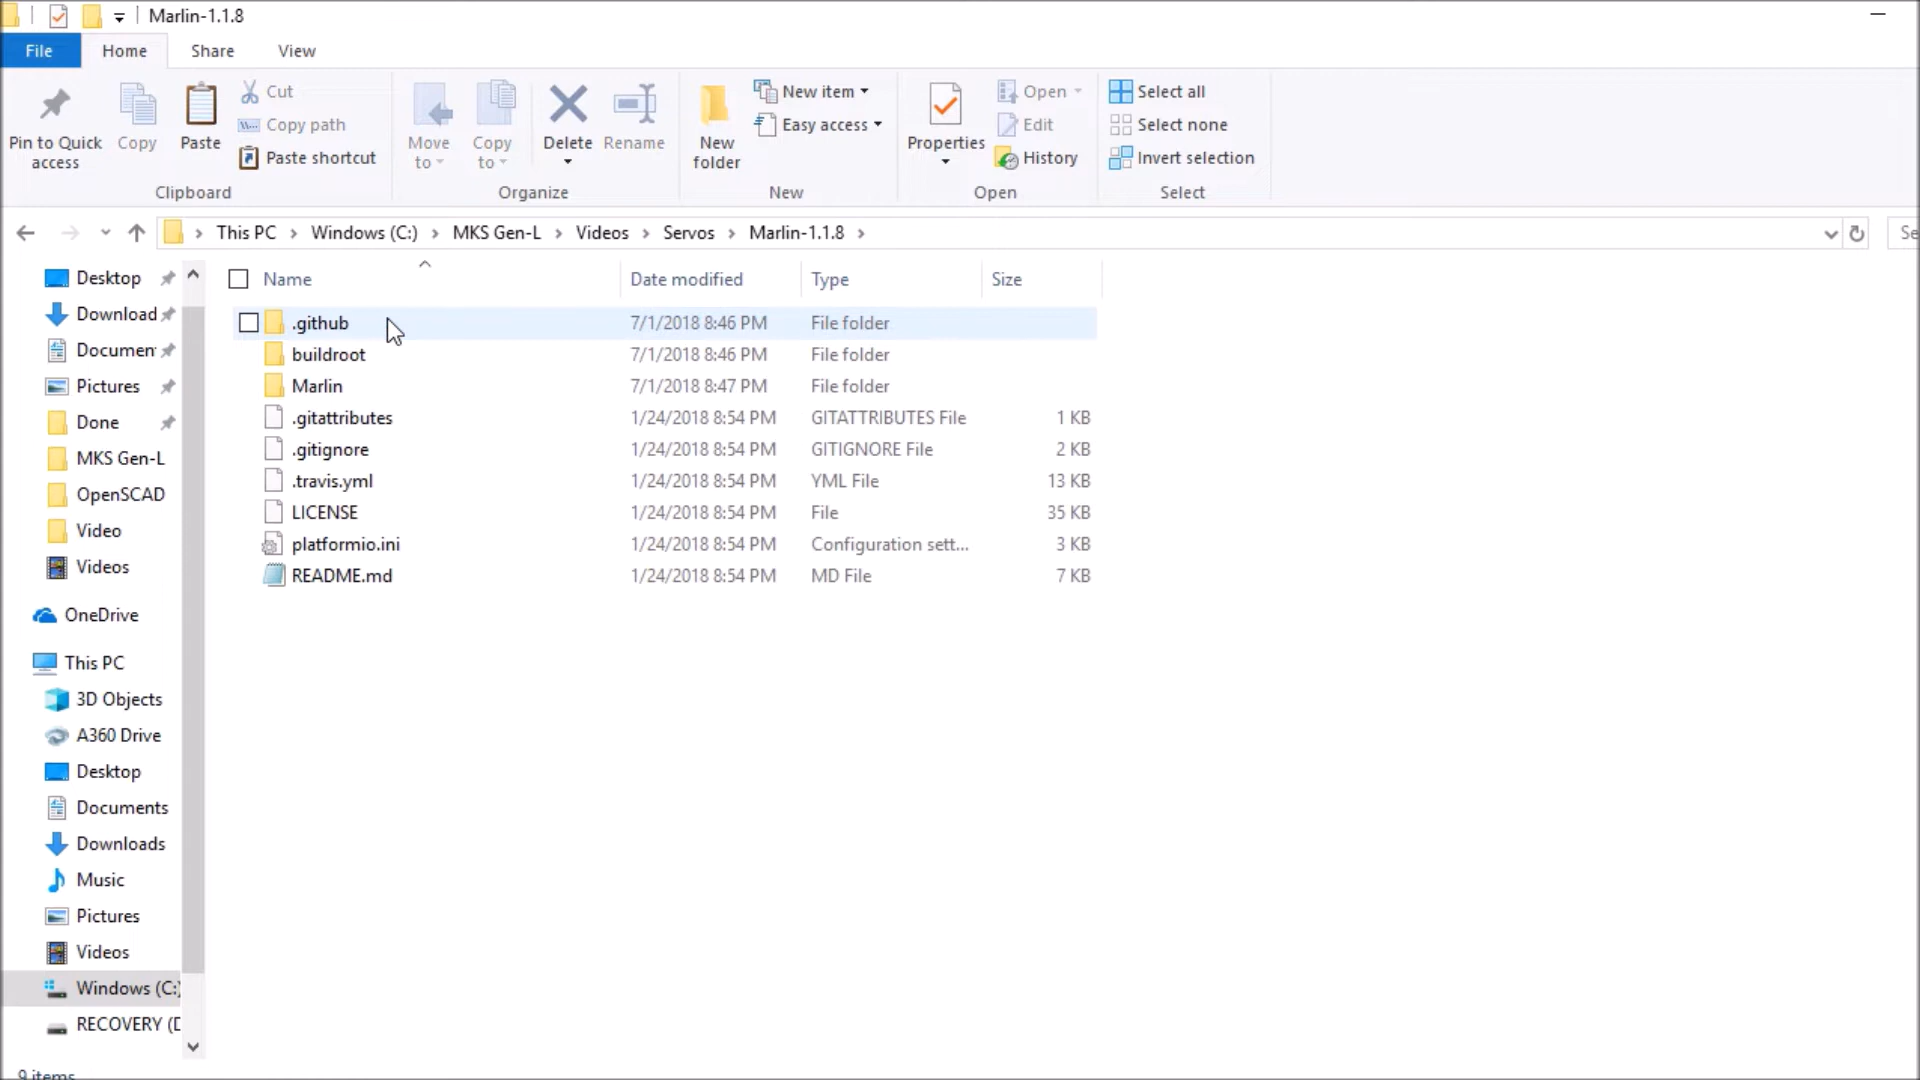 Marlin-1.1.8
File Home Share View
Pin to Quick access
Copy
Paste
Cut
Copy path
Paste shortcut
Clipboard
Move to
Copy to
Delete
Rename
Organize
New folder
New item
Easy access
New
Properties
Open
Edit
History
Open
Select all
Select none
Invert selection
Select
This PC > Windows (C:) > MKS Gen-L > Videos > Servos > Marlin-1.1.8 >
Se
Desktop
Download
Documen
Pictures
Done
MKS Gen-L
OpenSCAD
Video
Videos
OneDrive
This PC
3D Objects
A360 Drive
Desktop
Documents
Downloads
Music
Pictures
Videos
Windows (C:)
RECOVERY (D
Name Date modified Type Size
.github 7/1/2018 8:46 PM File folder
buildroot 7/1/2018 8:46 PM File folder
Marlin 7/1/2018 8:47 PM File folder
.gitattributes 1/24/2018 8:54 PM GITATTRIBUTES File 1 KB
.gitignore 1/24/2018 8:54 PM GITIGNORE File 2 KB
.travis.yml 1/24/2018 8:54 PM YML File 13 KB
LICENSE 1/24/2018 8:54 PM File 35 KB
platformio.ini 1/24/2018 8:54 PM Configuration sett... 3 KB
README.md 1/24/2018 8:54 PM MD File 7 KB
9 items